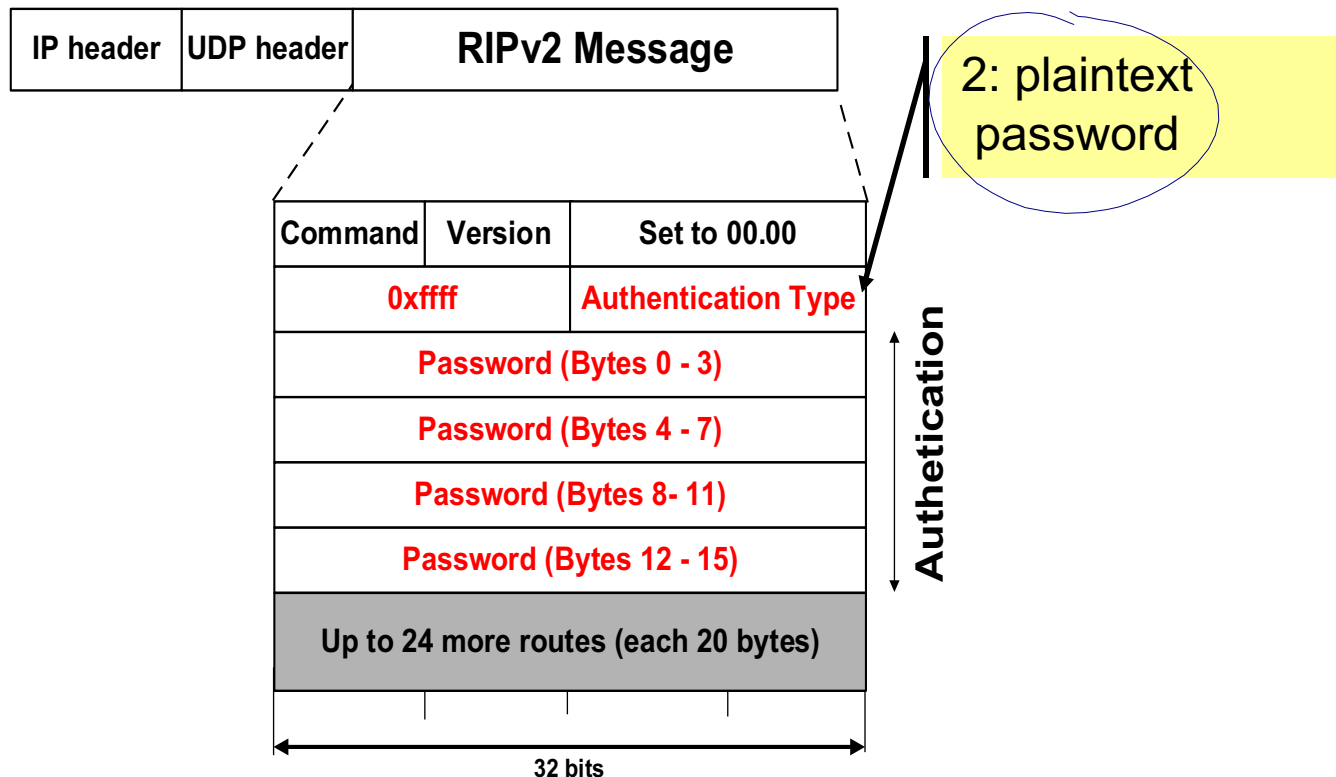 IP header UDP header RIPv2 Message
2: plaintext
password
Command Version Set to 00.00
0xffff Authentication Type
Password (Bytes 0 - 3)
Password (Bytes 4 - 7)
Password (Bytes 8- 11)
Password (Bytes 12 - 15)
Authetication
Up to 24 more routes (each 20 bytes)
32 bits